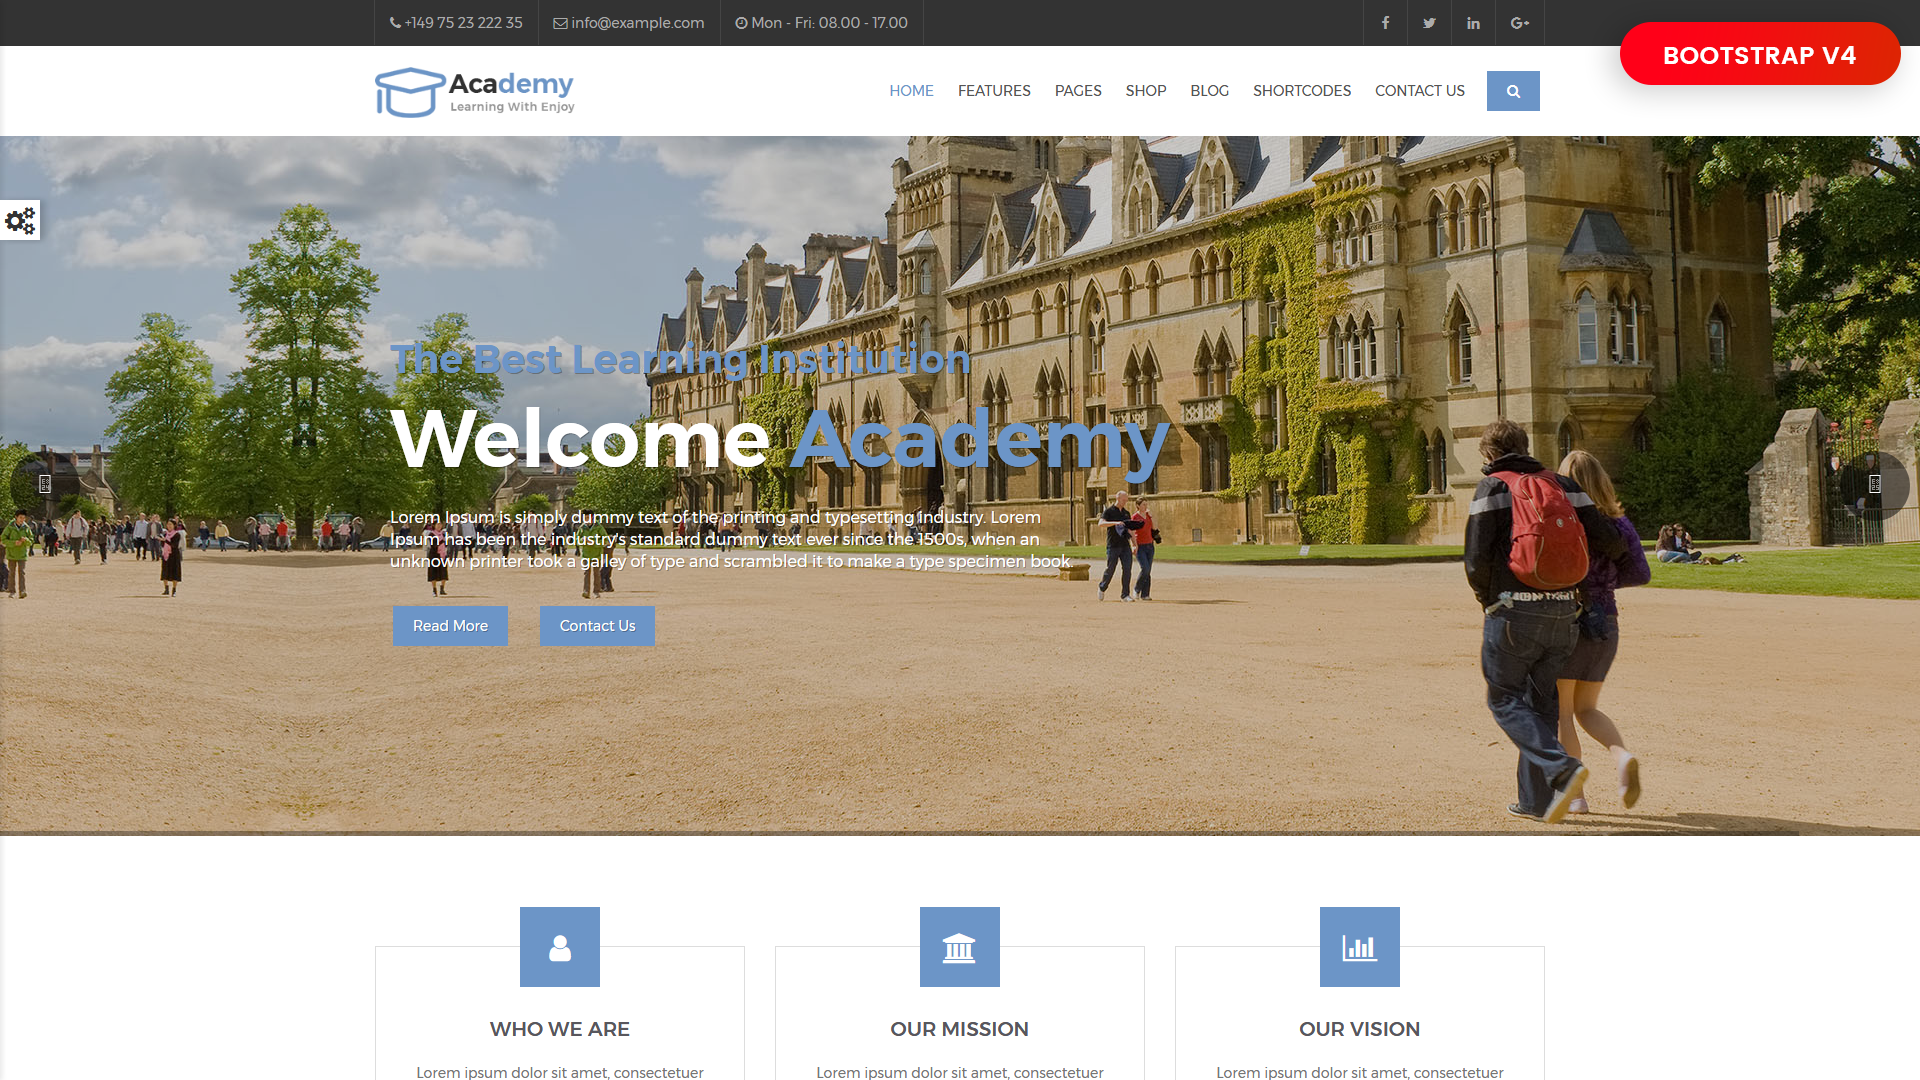 +149 75 23 222 35
info@example.com
Mon - Fri: 08.00 - 17.00
BOOTSTRAP V4
Academy
Learning With Enjoy
HOME
FEATURES
PAGES
SHOP
BLOG
SHORTCODES
CONTACT US
The Best Learning Institution
Welcome Academy
Lorem Ipsum is simply dummy text of the printing and typesetting industry. Lorem
Ipsum has been the industry's standard dummy text ever since the 1500s, when an
unknown printer took a galley of type and scrambled it to make a type specimen book.
Read More
Contact Us
WHO WE ARE
Lorem ipsum dolor sit amet, consectetuer
OUR MISSION
Lorem ipsum dolor sit amet, consectetuer
OUR VISION
Lorem ipsum dolor sit amet, consectetuer